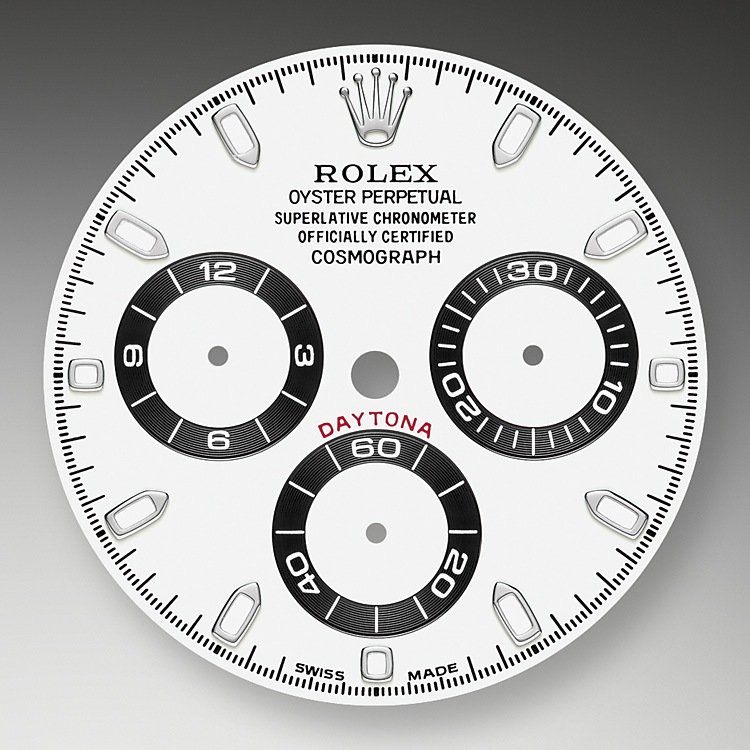 ROLEX
OYSTER PERPETUAL
SUPERLATIVE CHRONOMETER
OFFICIALLY CERTIFIED
COSMOGRAPH
12
3
6
9
30
10
20
DAYTONA
60
20
40
SWISS MADE